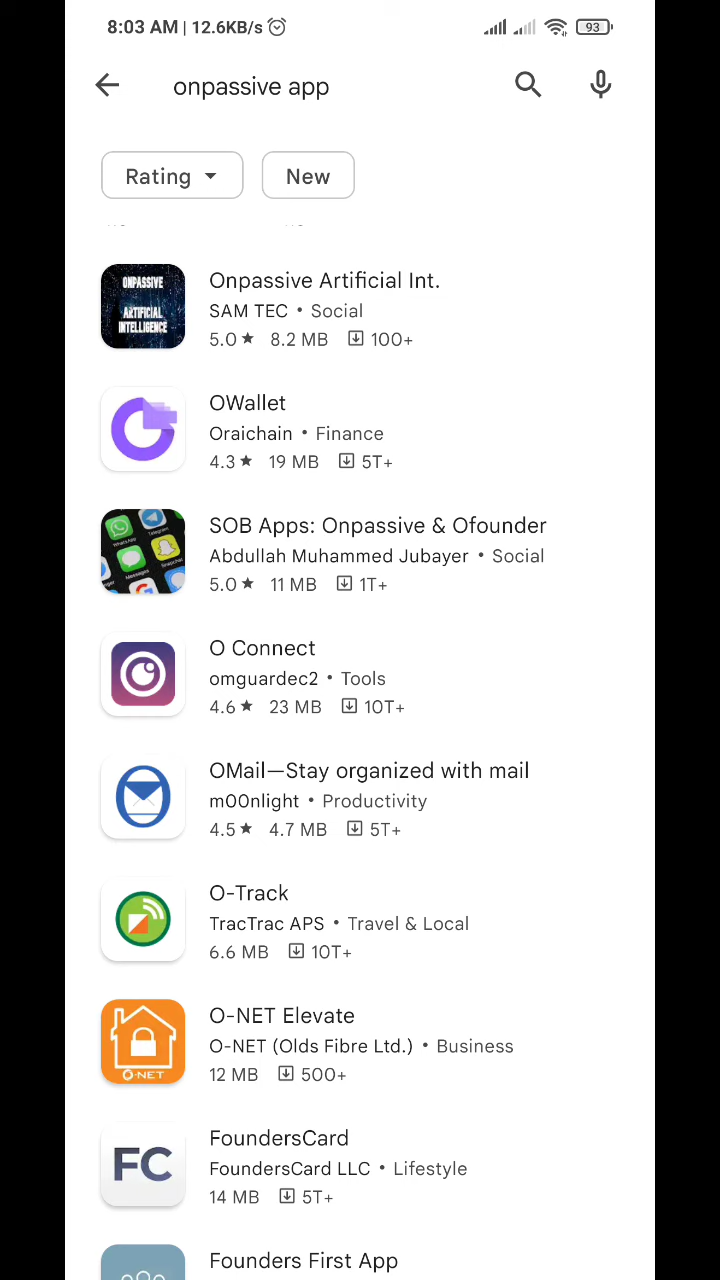 8:03 AM | 12.6KB/s
93
onpassive app
Rating
New
ONPASSIVE
ARTIFICIAL
INTELLIGENCE
Onpassive Artificial Int.
SAM TEC • Social
5.0 ★ 8.2 MB 100+
OWallet
Oraichain • Finance
4.3 ★ 19 MB 5T+
WhatsApp
Telegram
Messages
Snapchat
SOB Apps: Onpassive & Ofounder
Abdullah Muhammed Jubayer • Social
5.0 ★ 11 MB 1T+
O Connect
omguardec2 • Tools
4.6 ★ 23 MB 10T+
OMail—Stay organized with mail
m00nlight • Productivity
4.5 ★ 4.7 MB 5T+
O-Track
TracTrac APS • Travel & Local
6.6 MB 10T+
O-NET
O-NET Elevate
O-NET (Olds Fibre Ltd.) • Business
12 MB 500+
FC
FoundersCard
FoundersCard LLC • Lifestyle
14 MB 5T+
Founders First App